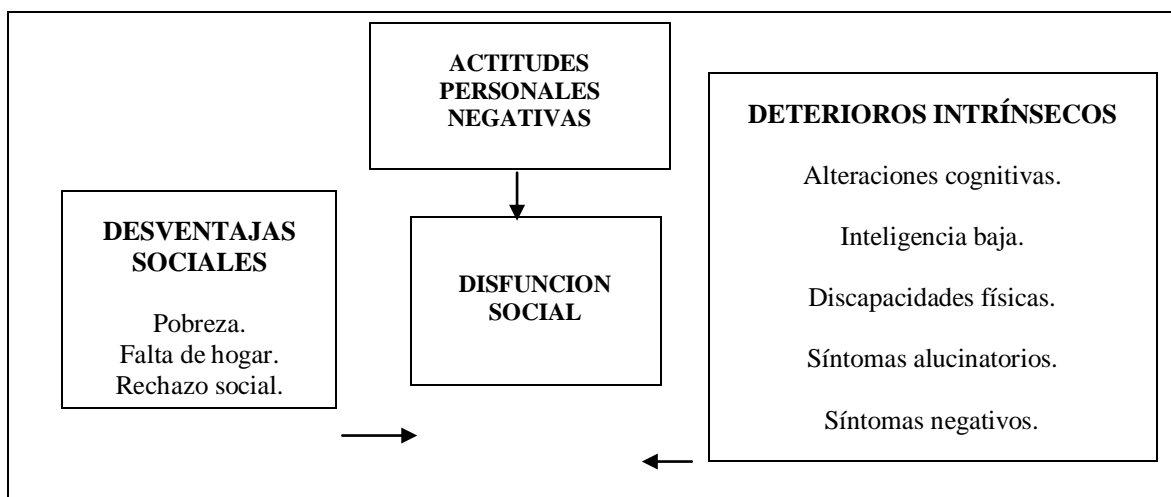 ACTITUDES
PERSONALES
NEGATIVAS
DESVENTAJAS
SOCIALES
Pobreza.
Falta de hogar.
Rechazo social.
DISFUNCION
SOCIAL
DETERIOROS INTRÍNSECOS
Alteraciones cognitivas.
Inteligencia baja.
Discapacidades físicas.
Síntomas alucinatorios.
Síntomas negativos.